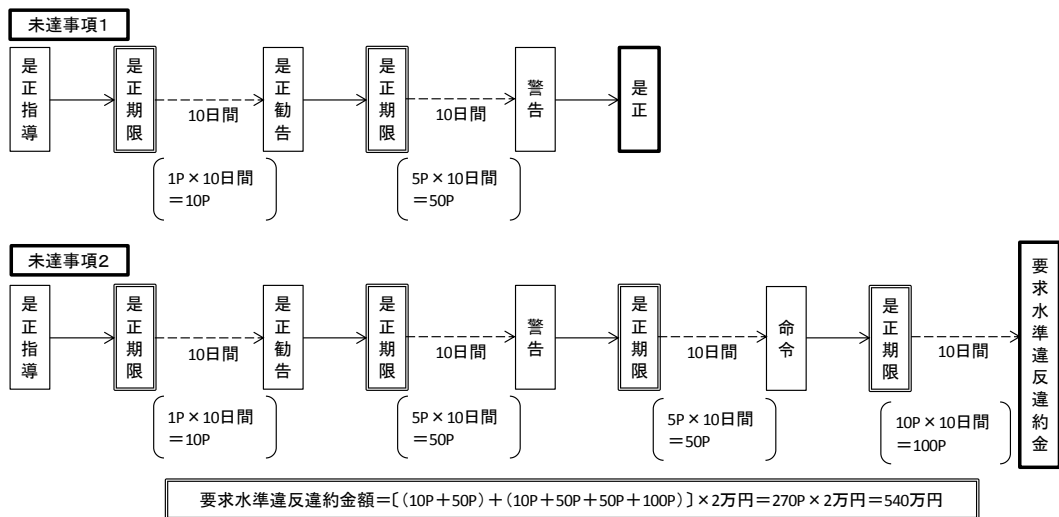 未達事項1
是正指導
是正期限
10日間
是正勧告
是正期限
10日間
警告
是正
1P×10日間
＝10P
5P×10日間
＝50P
未達事項2
是正指導
是正期限
10日間
是正勧告
是正期限
10日間
警告
是正期限
10日間
命令
是正期限
10日間
要求水準違反違約金
1P×10日間
＝10P
5P×10日間
＝50P
5P×10日間
＝50P
10P×10日間
＝100P
要求水準違反違約金額＝〔(10P＋50P)＋(10P＋50P＋50P＋100P)〕×2万円＝270P×2万円＝540万円